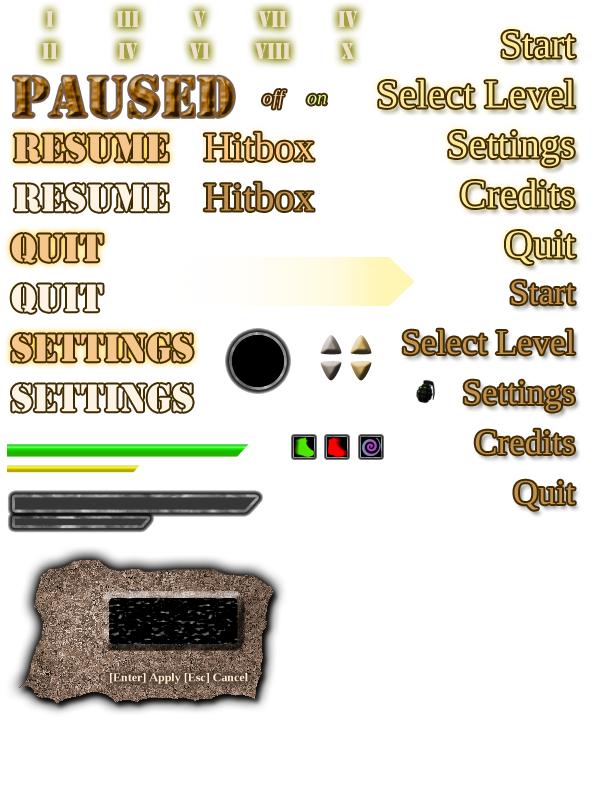 I III V VII IV
II IV VI VIII X
Start
PAUSED off on Select Level
RESUME Hitbox Settings
RESUME Hitbox Credits
QUIT Quit
QUIT Start
SETTINGS Select Level
SETTINGS Settings
Credits
Quit
[Enter] Apply [Esc] Cancel